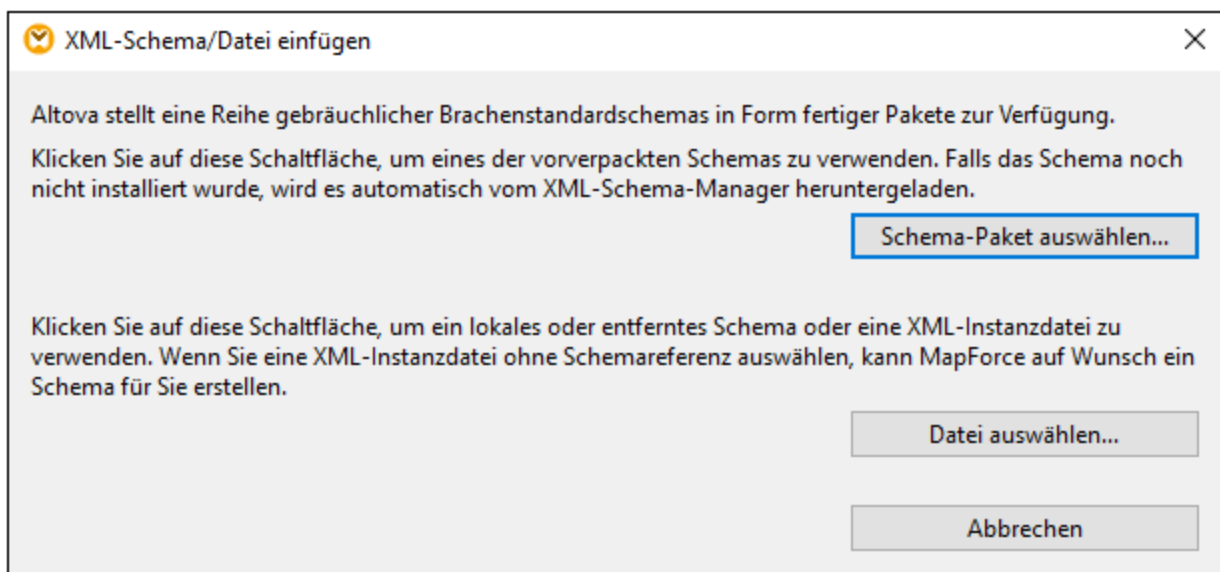 XML-Schema/Datei einfügen
Altova stellt eine Reihe gebräuchlicher Brachenstandardschemas in Form fertiger Pakete zur Verfügung.
Klicken Sie auf diese Schaltfläche, um eines der vorverpackten Schemas zu verwenden. Falls das Schema noch
nicht installiert wurde, wird es automatisch vom XML-Schema-Manager heruntergeladen.
Schema-Paket auswählen...
Klicken Sie auf diese Schaltfläche, um ein lokales oder entferntes Schema oder eine XML-Instanzdatei zu
verwenden. Wenn Sie eine XML-Instanzdatei ohne Schemareferenz auswählen, kann MapForce auf Wunsch ein
Schema für Sie erstellen.
Datei auswählen...
Abbrechen